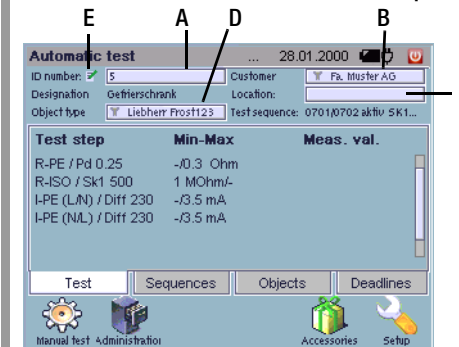 E A D B
Automatic test ... 28.01.2000
ID number: 5 Customer Fa. Muster AG
Designation Gefrierschrank Location:
Object type Liebherr Frost123 Test sequence: 0701/0702 aktiv SK1...
Test step Min-Max Meas. val.
R-PE / Pd 0.25 -/0.3 Ohm
R-ISO / Sk1 500 1 MOhm/-
I-PE (L/N) / Diff 230 -/3.5 mA
I-PE (N/L) / Diff 230 -/3.5 mA
Test Sequences Objects Deadlines
Manual test Administration Accessories Setup